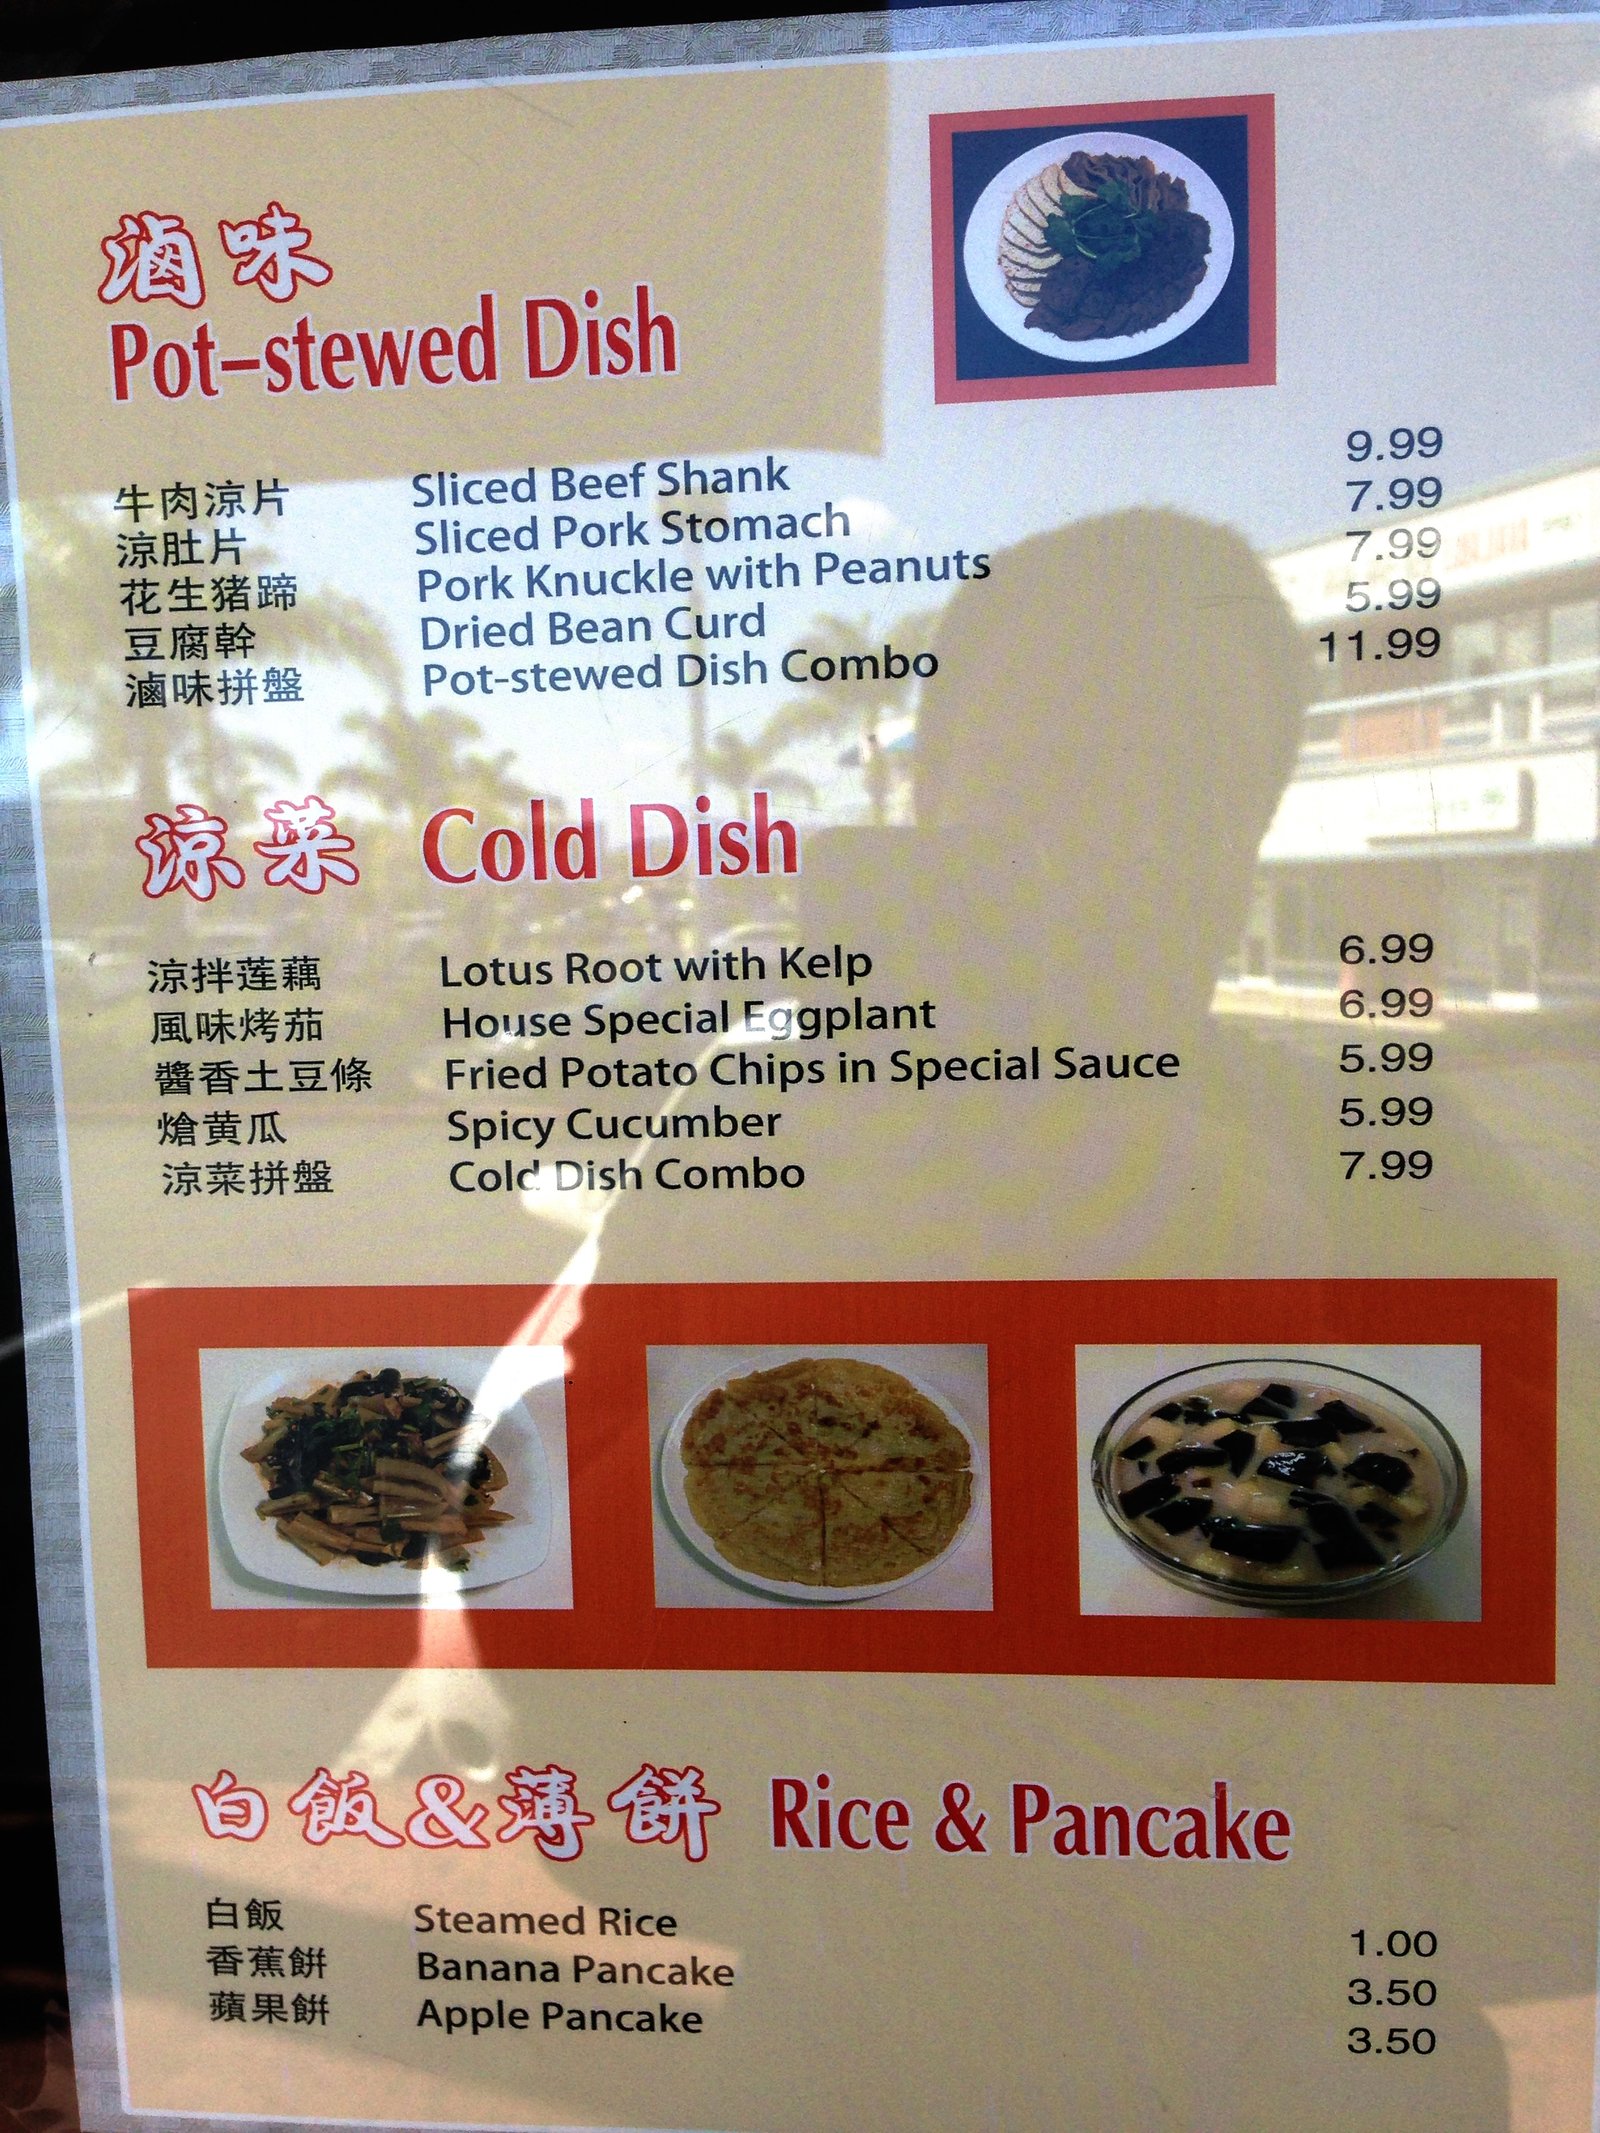 滷味
Pot-stewed Dish
牛肉涼片 Sliced Beef Shank 9.99
涼肚片 Sliced Pork Stomach 7.99
花生猪蹄 Pork Knuckle with Peanuts 7.99
豆腐幹 Dried Bean Curd 5.99
滷味拼盤 Pot-stewed Dish Combo 11.99
涼菜 Cold Dish
涼拌莲藕 Lotus Root with Kelp 6.99
風味烤茄 House Special Eggplant 6.99
醬香土豆條 Fried Potato Chips in Special Sauce 5.99
熗黄瓜 Spicy Cucumber 5.99
涼菜拼盤 Cold Dish Combo 7.99
白飯&薄餅 Rice & Pancake
白飯 Steamed Rice 1.00
香蕉餅 Banana Pancake 3.50
蘋果餅 Apple Pancake 3.50